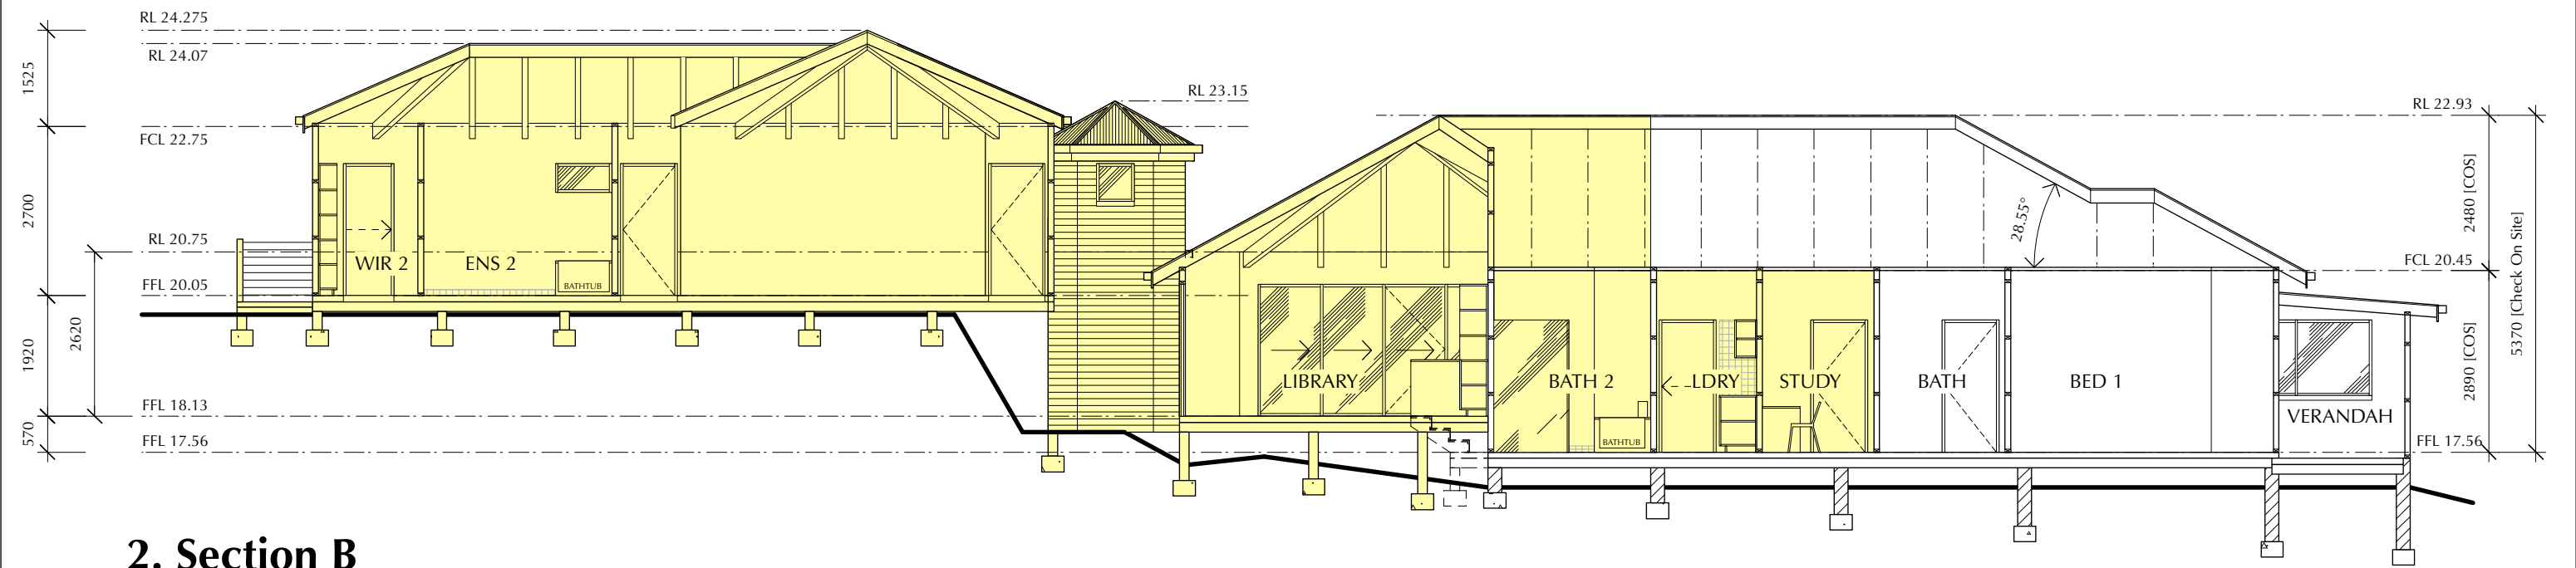 RL 24.275
RL 24.07
1525
RL 23.15
RL 22.93
FCL 22.75
2700
2480 [COS]
28.55°
5370 [Check On Site]
RL 20.75
WIR 2
ENS 2
BATHTUB
FCL 20.45
FFL 20.05
2620
1920
LIBRARY
BATH 2
LDRY
STUDY
BATH
BED 1
2890 [COS]
VERANDAH
FFL 18.13
BATHTUB
570
FFL 17.56
FFL 17.56
2. Section B